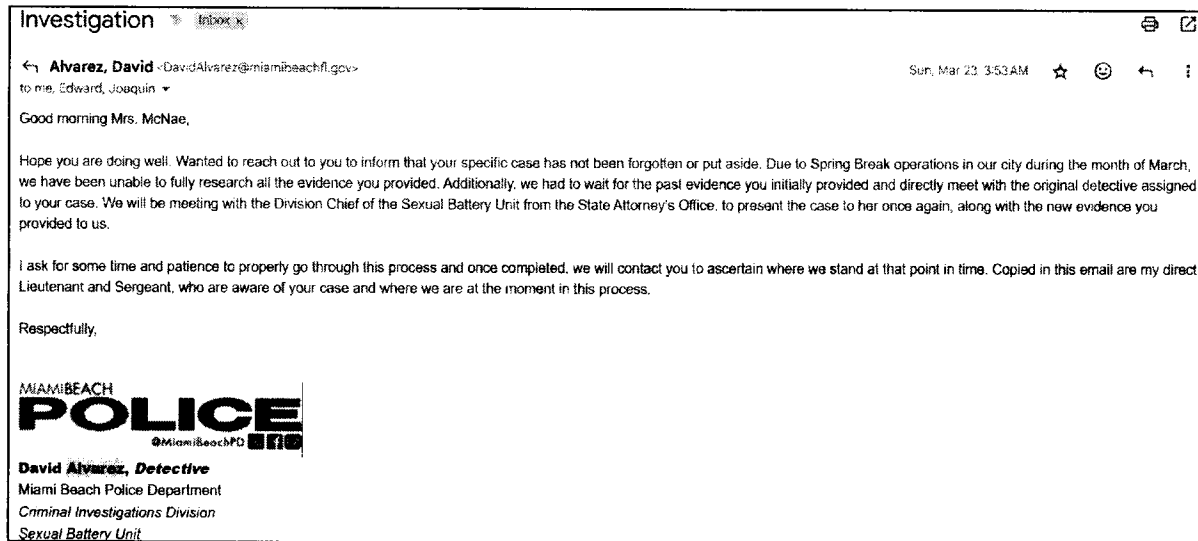 Investigation Inbox x
Alvarez, David <DavidAlvarez@miamibeachfl.gov> Sun, Mar 23, 3:53 AM
to me, Edward, Joaquin
Good morning Mrs. McNae,
Hope you are doing well. Wanted to reach out to you to inform that your specific case has not been forgotten or put aside. Due to Spring Break operations in our city during the month of March,
we have been unable to fully research all the evidence you provided. Additionally, we had to wait for the past evidence you initially provided and directly meet with the original detective assigned
to your case. We will be meeting with the Division Chief of the Sexual Battery Unit from the State Attorney's Office, to present the case to her once again, along with the new evidence you
provided to us.
I ask for some time and patience to properly go through this process and once completed, we will contact you to ascertain where we stand at that point in time. Copied in this email are my direct
Lieutenant and Sergeant, who are aware of your case and where we are at the moment in this process.
Respectfully,
MIAMIBEACH
POLICE
@MiamiBeachPD
David Alvarez, Detective
Miami Beach Police Department
Criminal Investigations Division
Sexual Battery Unit